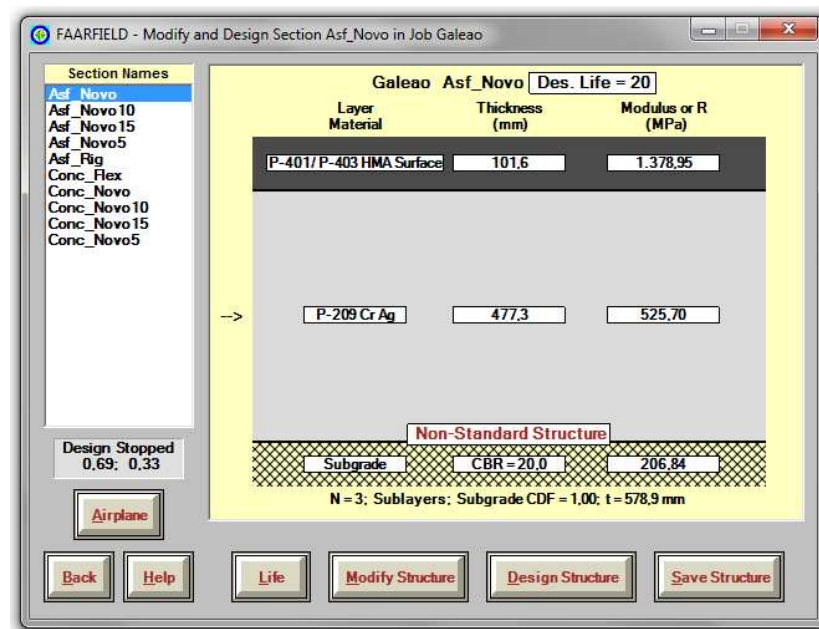 FAARFIELD - Modify and Design Section Asf_Novo in Job Galeao
Section Names
Asf_Novo
Asf_Novo10
Asf_Novo15
Asf_Novo5
Asf_Rig
Conc_Flex
Conc_Novo
Conc_Novo10
Conc_Novo15
Conc_Novo5
Design Stopped
0,69; 0,33
Airplane
Back
Help
Galeao Asf_Novo Des. Life = 20
Layer Material Thickness (mm) Modulus or R (MPa)
P-401/ P-403 HMA Surface 101,6 1.378,95
--> P-209 Cr Ag 477,3 525,70
Non-Standard Structure
Subgrade CBR = 20,0 206,84
N = 3; Sublayers; Subgrade CDF = 1,00; t = 578,9 mm
Life
Modify Structure
Design Structure
Save Structure